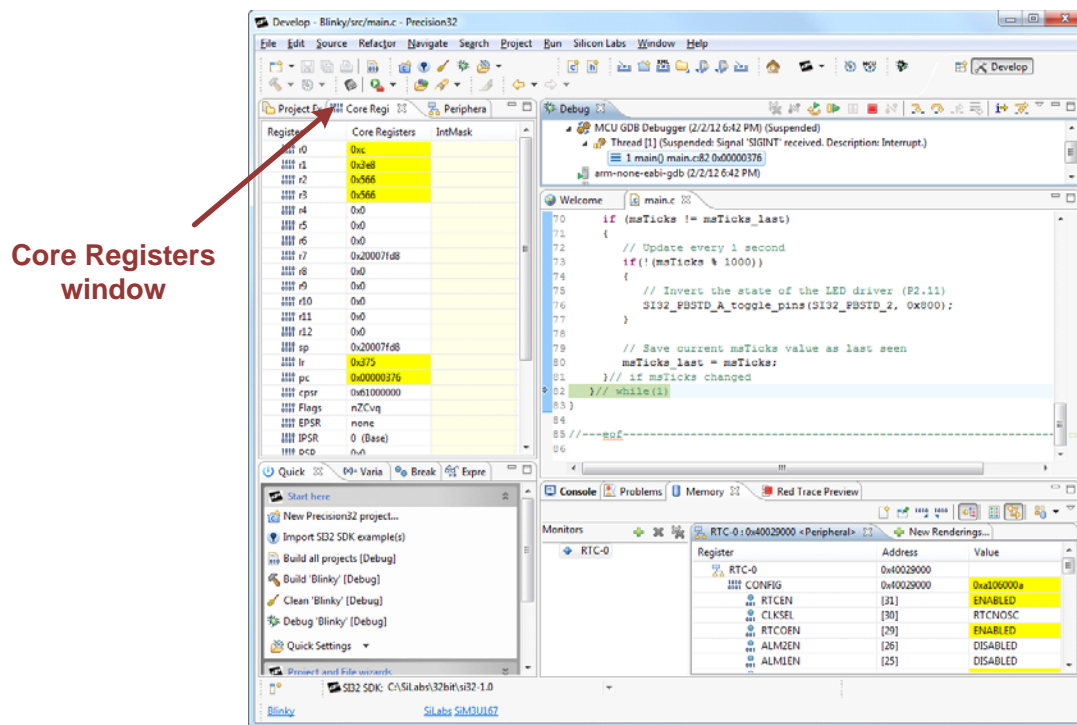 Develop - Blinky/src/main.c - Precision32
File Edit Source Refactor Navigate Search Project Run Silicon Labs Window Help
Develop
Project Ex Core Regi Periphera
Register Core Registers IntMask
r0 0xc
r1 0x3e8
r2 0x566
r3 0x566
r4 0x0
r5 0x0
r6 0x0
r7 0x20007fd8
r8 0x0
r9 0x0
r10 0x0
r11 0x0
r12 0x0
sp 0x20007fd8
lr 0x375
pc 0x00000376
cpsr 0x61000000
Flags nZCvq
EPSR none
IPSR 0 (Base)
PSP 0x0
Core Registers
window
Debug
MCU GDB Debugger (2/2/12 6:42 PM) (Suspended)
Thread [1] (Suspended: Signal 'SIGINT' received. Description: Interrupt.)
1 main() main.c:82 0x00000376
arm-none-eabi-gdb (2/2/12 6:42 PM)
Welcome main.c
70 if (msTicks != msTicks_last)
71 {
72 // Update every 1 second
73 if(!(msTicks % 1000))
74 {
75 // Invert the state of the LED driver (P2.11)
76 SI32_PBSTD_A_toggle_pins(SI32_PBSTD_2, 0x800);
77 }
78
79 // Save current msTicks value as last seen
80 msTicks_last = msTicks;
81 }// if msTicks changed
82 }// while(1)
83 }
84
85 //---eof------------------------------------------------------------
86
Quick Varia Break Expre
Start here
New Precision32 project...
Import SI32 SDK example(s)
Build all projects [Debug]
Build 'Blinky' [Debug]
Clean 'Blinky' [Debug]
Debug 'Blinky' [Debug]
Quick Settings
Project and File wizards
Console Problems Memory Red Trace Preview
Monitors
RTC-0
RTC-0 : 0x40029000 <Peripheral> New Renderings...
Register Address Value
RTC-0 0x40029000
CONFIG 0x40029000 0xa106000a
RTCEN [31] ENABLED
CLKSEL [30] RTCNOSC
RTCOEN [29] ENABLED
ALM2EN [26] DISABLED
ALM1EN [25] DISABLED
SI32 SDK: C:\SiLabs\32bit\si32-1.0
Blinky SiLabs SiM3U167